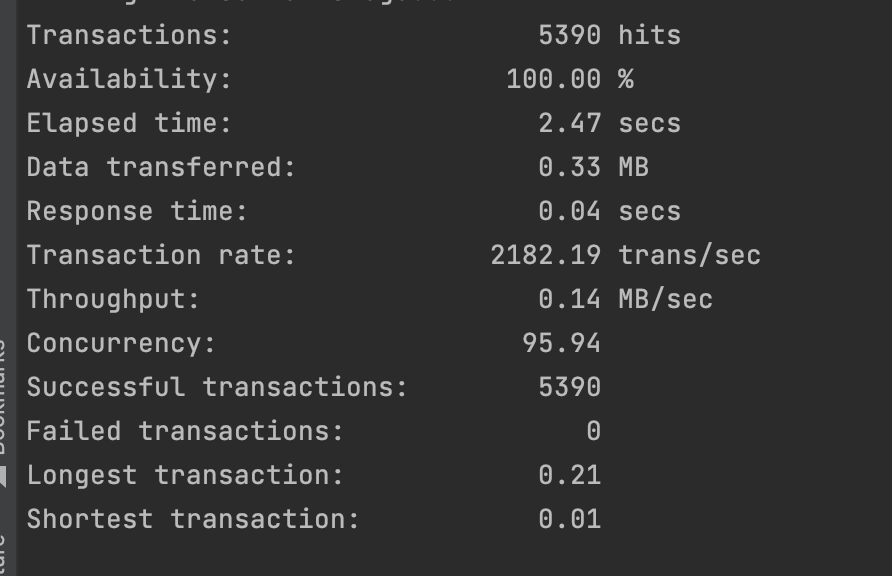 Transactions: 5390 hits
Availability: 100.00 %
Elapsed time: 2.47 secs
Data transferred: 0.33 MB
Response time: 0.04 secs
Transaction rate: 2182.19 trans/sec
Throughput: 0.14 MB/sec
Concurrency: 95.94
Successful transactions: 5390
Failed transactions: 0
Longest transaction: 0.21
Shortest transaction: 0.01
Bookmarks